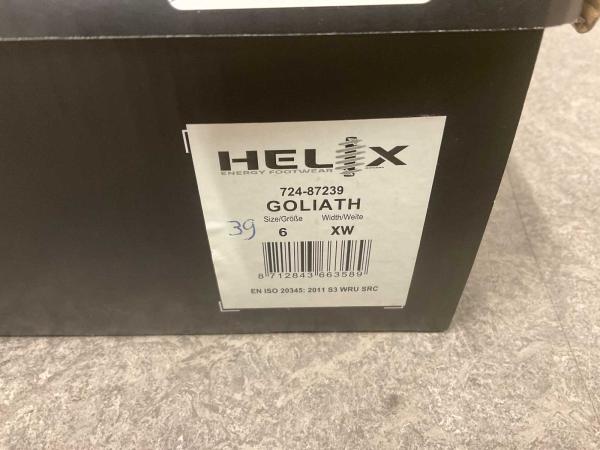 HELIX
ENERGY FOOTWEAR
724-87239
GOLIATH
Size/Größe Width/Weite
39 6 XW
8 712843 663589
EN ISO 20345: 2011 S3 WRU SRC